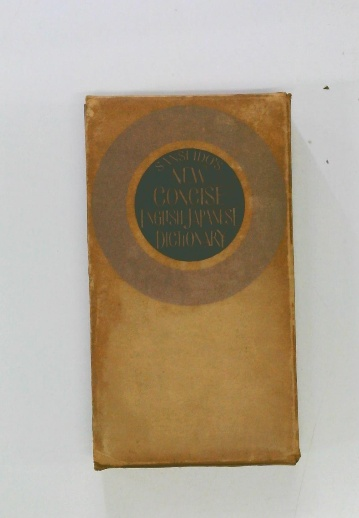 SANSEIDO'S
NEW
CONCISE
ENGLISH JAPANESE
DICTIONARY